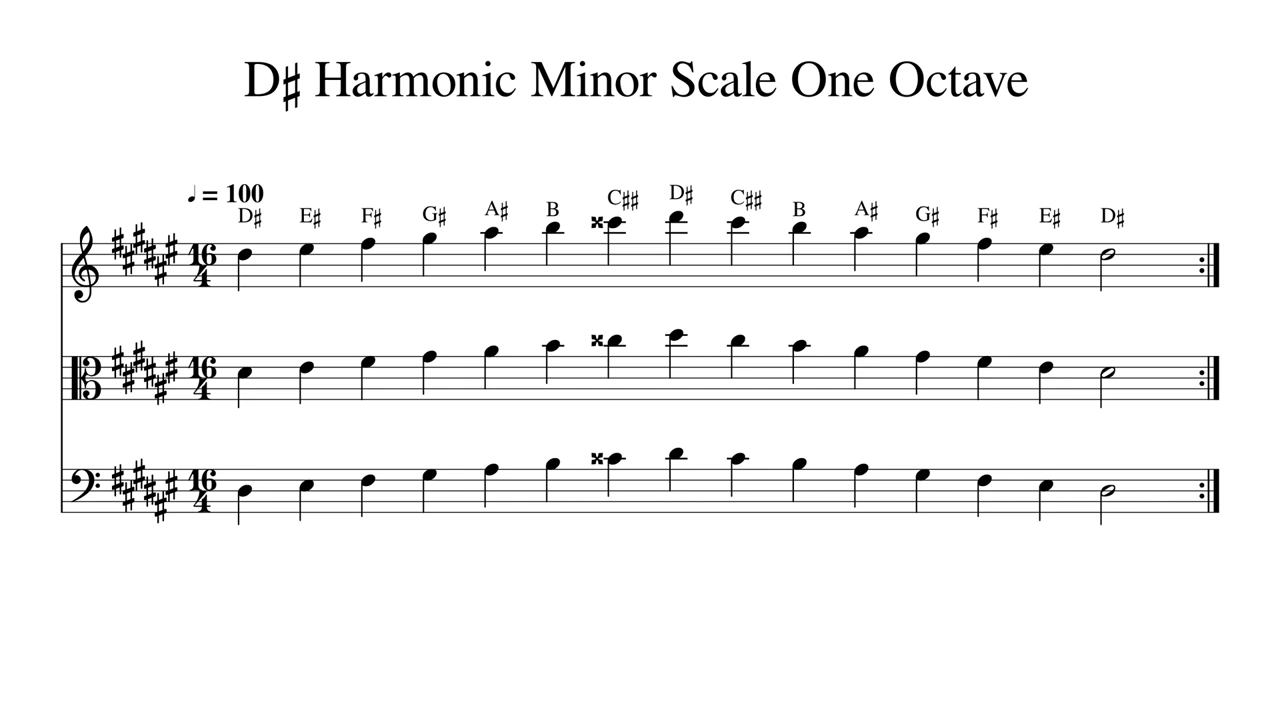 D♯ Harmonic Minor Scale One Octave
♩ = 100
D♯ E♯ F♯ G♯ A♯ B C♯♯ D♯ C♯♯ B A♯ G♯ F♯ E♯ D♯
16
4
16
4
16
4